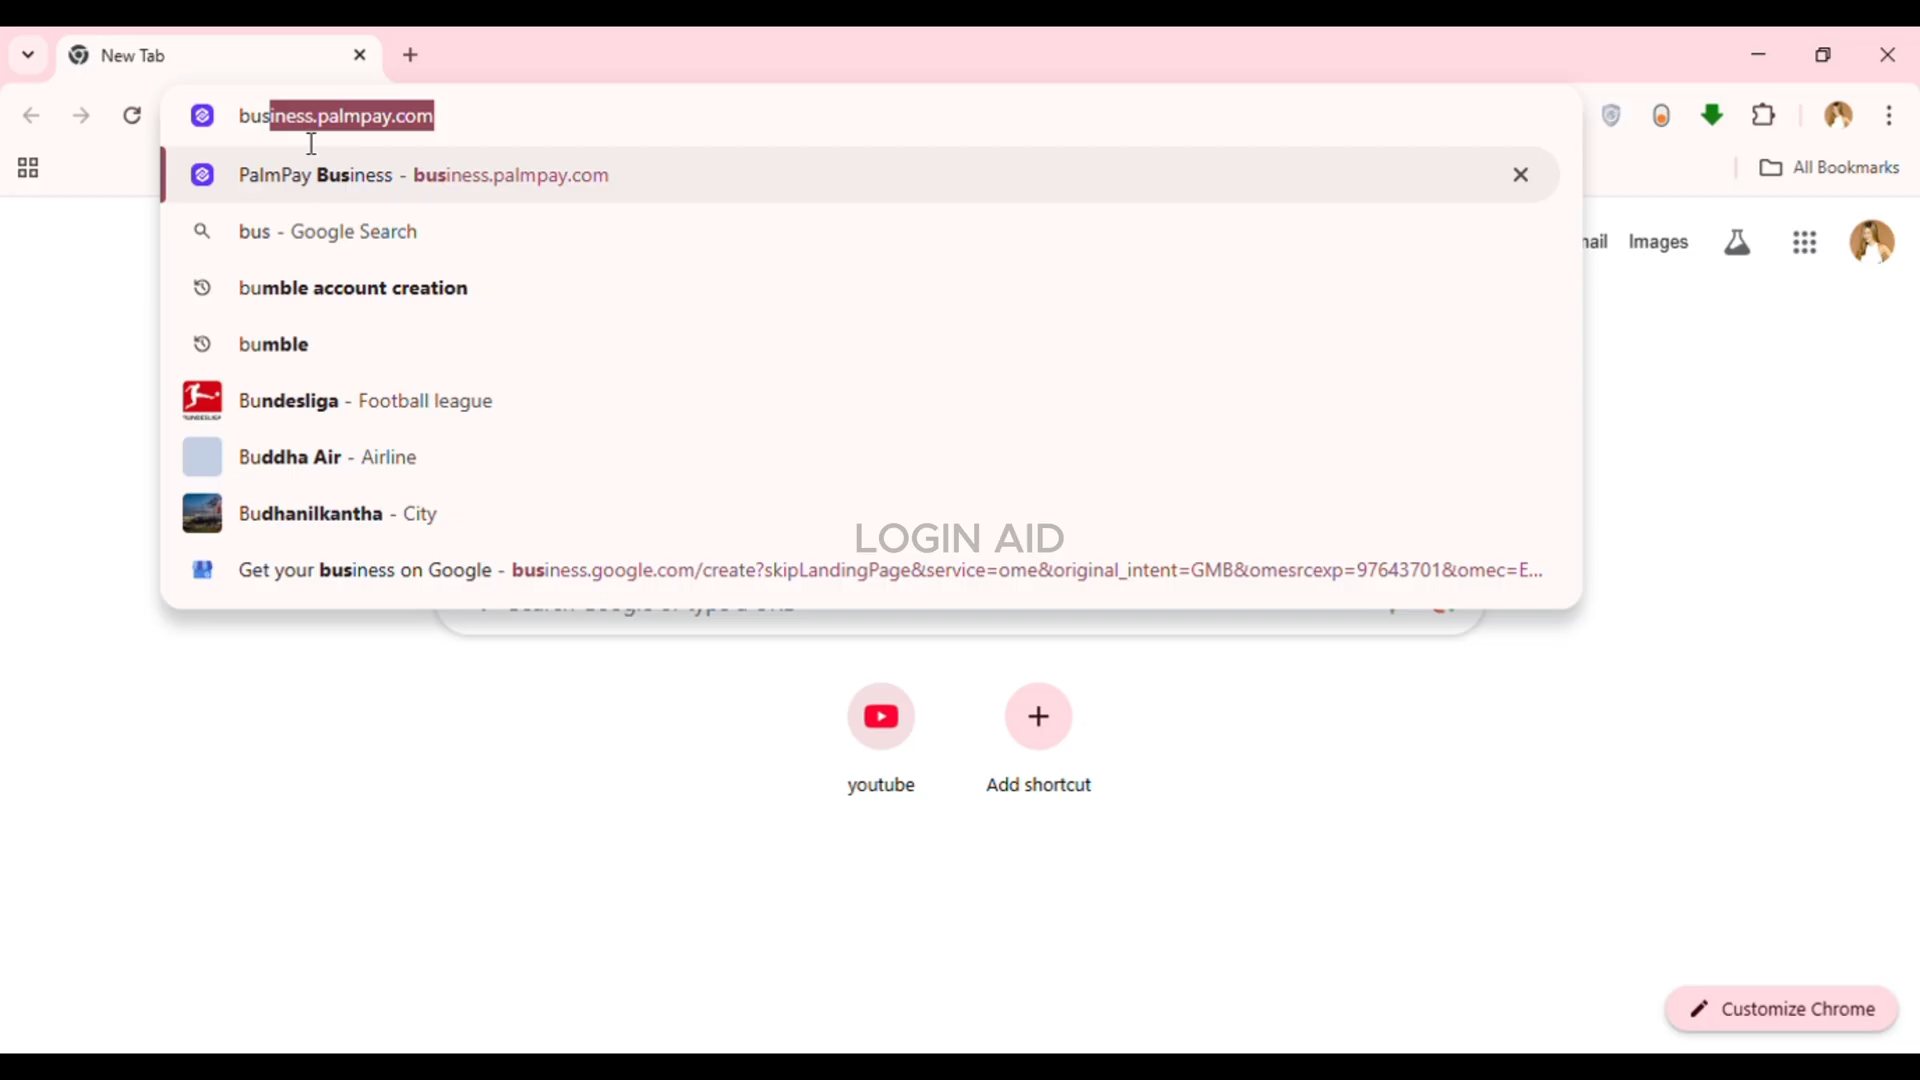 New Tab
business.palmpay.com
PalmPay Business - business.palmpay.com
All Bookmarks
bus - Google Search
Images
bumble account creation
bumble
Bundesliga - Football league
Buddha Air - Airline
Budhanilkantha - City
LOGIN AID
Get your business on Google - business.google.com/create?skipLandingPage&service=ome&original_intent=GMB&omesrcexp=97643701&omec=E...
youtube
Add shortcut
Customize Chrome